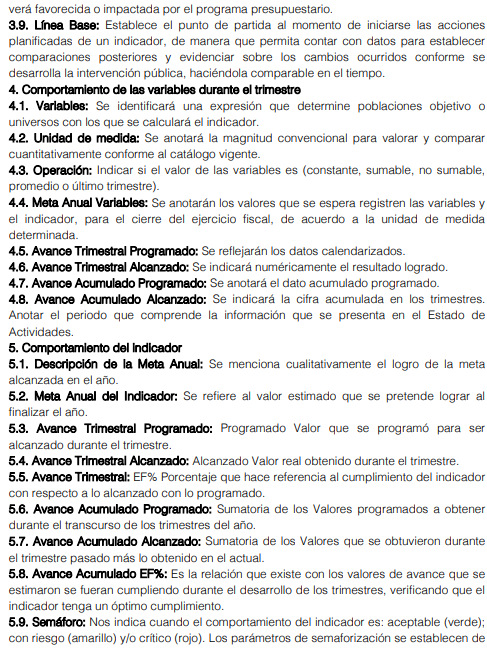 verá favorecida o impactada por el programa presupuestario.
3.9. Línea Base: Establece el punto de partida al momento de iniciarse las acciones
planificadas de un indicador, de manera que permita contar con datos para establecer
comparaciones posteriores y evidenciar sobre los cambios ocurridos conforme se
desarrolla la intervención pública, haciéndola comparable en el tiempo.
4. Comportamiento de las variables durante el trimestre
4.1. Variables: Se identificará una expresión que determine poblaciones objetivo o
universos con los que se calculará el indicador.
4.2. Unidad de medida: Se anotará la magnitud convencional para valorar y comparar
cuantitativamente conforme al catálogo vigente.
4.3. Operación: Indicar si el valor de las variables es (constante, sumable, no sumable,
promedio o último trimestre).
4.4. Meta Anual Variables: Se anotarán los valores que se espera registren las variables y
el indicador, para el cierre del ejercicio fiscal, de acuerdo a la unidad de medida
determinada.
4.5. Avance Trimestral Programado: Se reflejarán los datos calendarizados.
4.6. Avance Trimestral Alcanzado: Se indicará numéricamente el resultado logrado.
4.7. Avance Acumulado Programado: Se anotará el dato acumulado programado.
4.8. Avance Acumulado Alcanzado: Se indicará la cifra acumulada en los trimestres.
Anotar el periodo que comprende la información que se presenta en el Estado de
Actividades.
5. Comportamiento del Indicador
5.1. Descripción de la Meta Anual: Se menciona cualitativamente el logro de la meta
alcanzada en el año.
5.2. Meta Anual del Indicador: Se refiere al valor estimado que se pretende lograr al
finalizar el año.
5.3. Avance Trimestral Programado: Programado Valor que se programó para ser
alcanzado durante el trimestre.
5.4. Avance Trimestral Alcanzado: Alcanzado Valor real obtenido durante el trimestre.
5.5. Avance Trimestral: EF% Porcentaje que hace referencia al cumplimiento del indicador
con respecto a lo alcanzado con lo programado.
5.6. Avance Acumulado Programado: Sumatoria de los Valores programados a obtener
durante el transcurso de los trimestres del año.
5.7. Avance Acumulado Alcanzado: Sumatoria de los Valores que se obtuvieron durante
el trimestre pasado más lo obtenido en el actual.
5.8. Avance Acumulado EF%: Es la relación que existe con los valores de avance que se
estimaron se fueran cumpliendo durante el desarrollo de los trimestres, verificando que el
indicador tenga un óptimo cumplimiento.
5.9. Semáforo: Nos indica cuando el comportamiento del indicador es: aceptable (verde);
con riesgo (amarillo) y/o crítico (rojo). Los parámetros de semaforización se establecen de